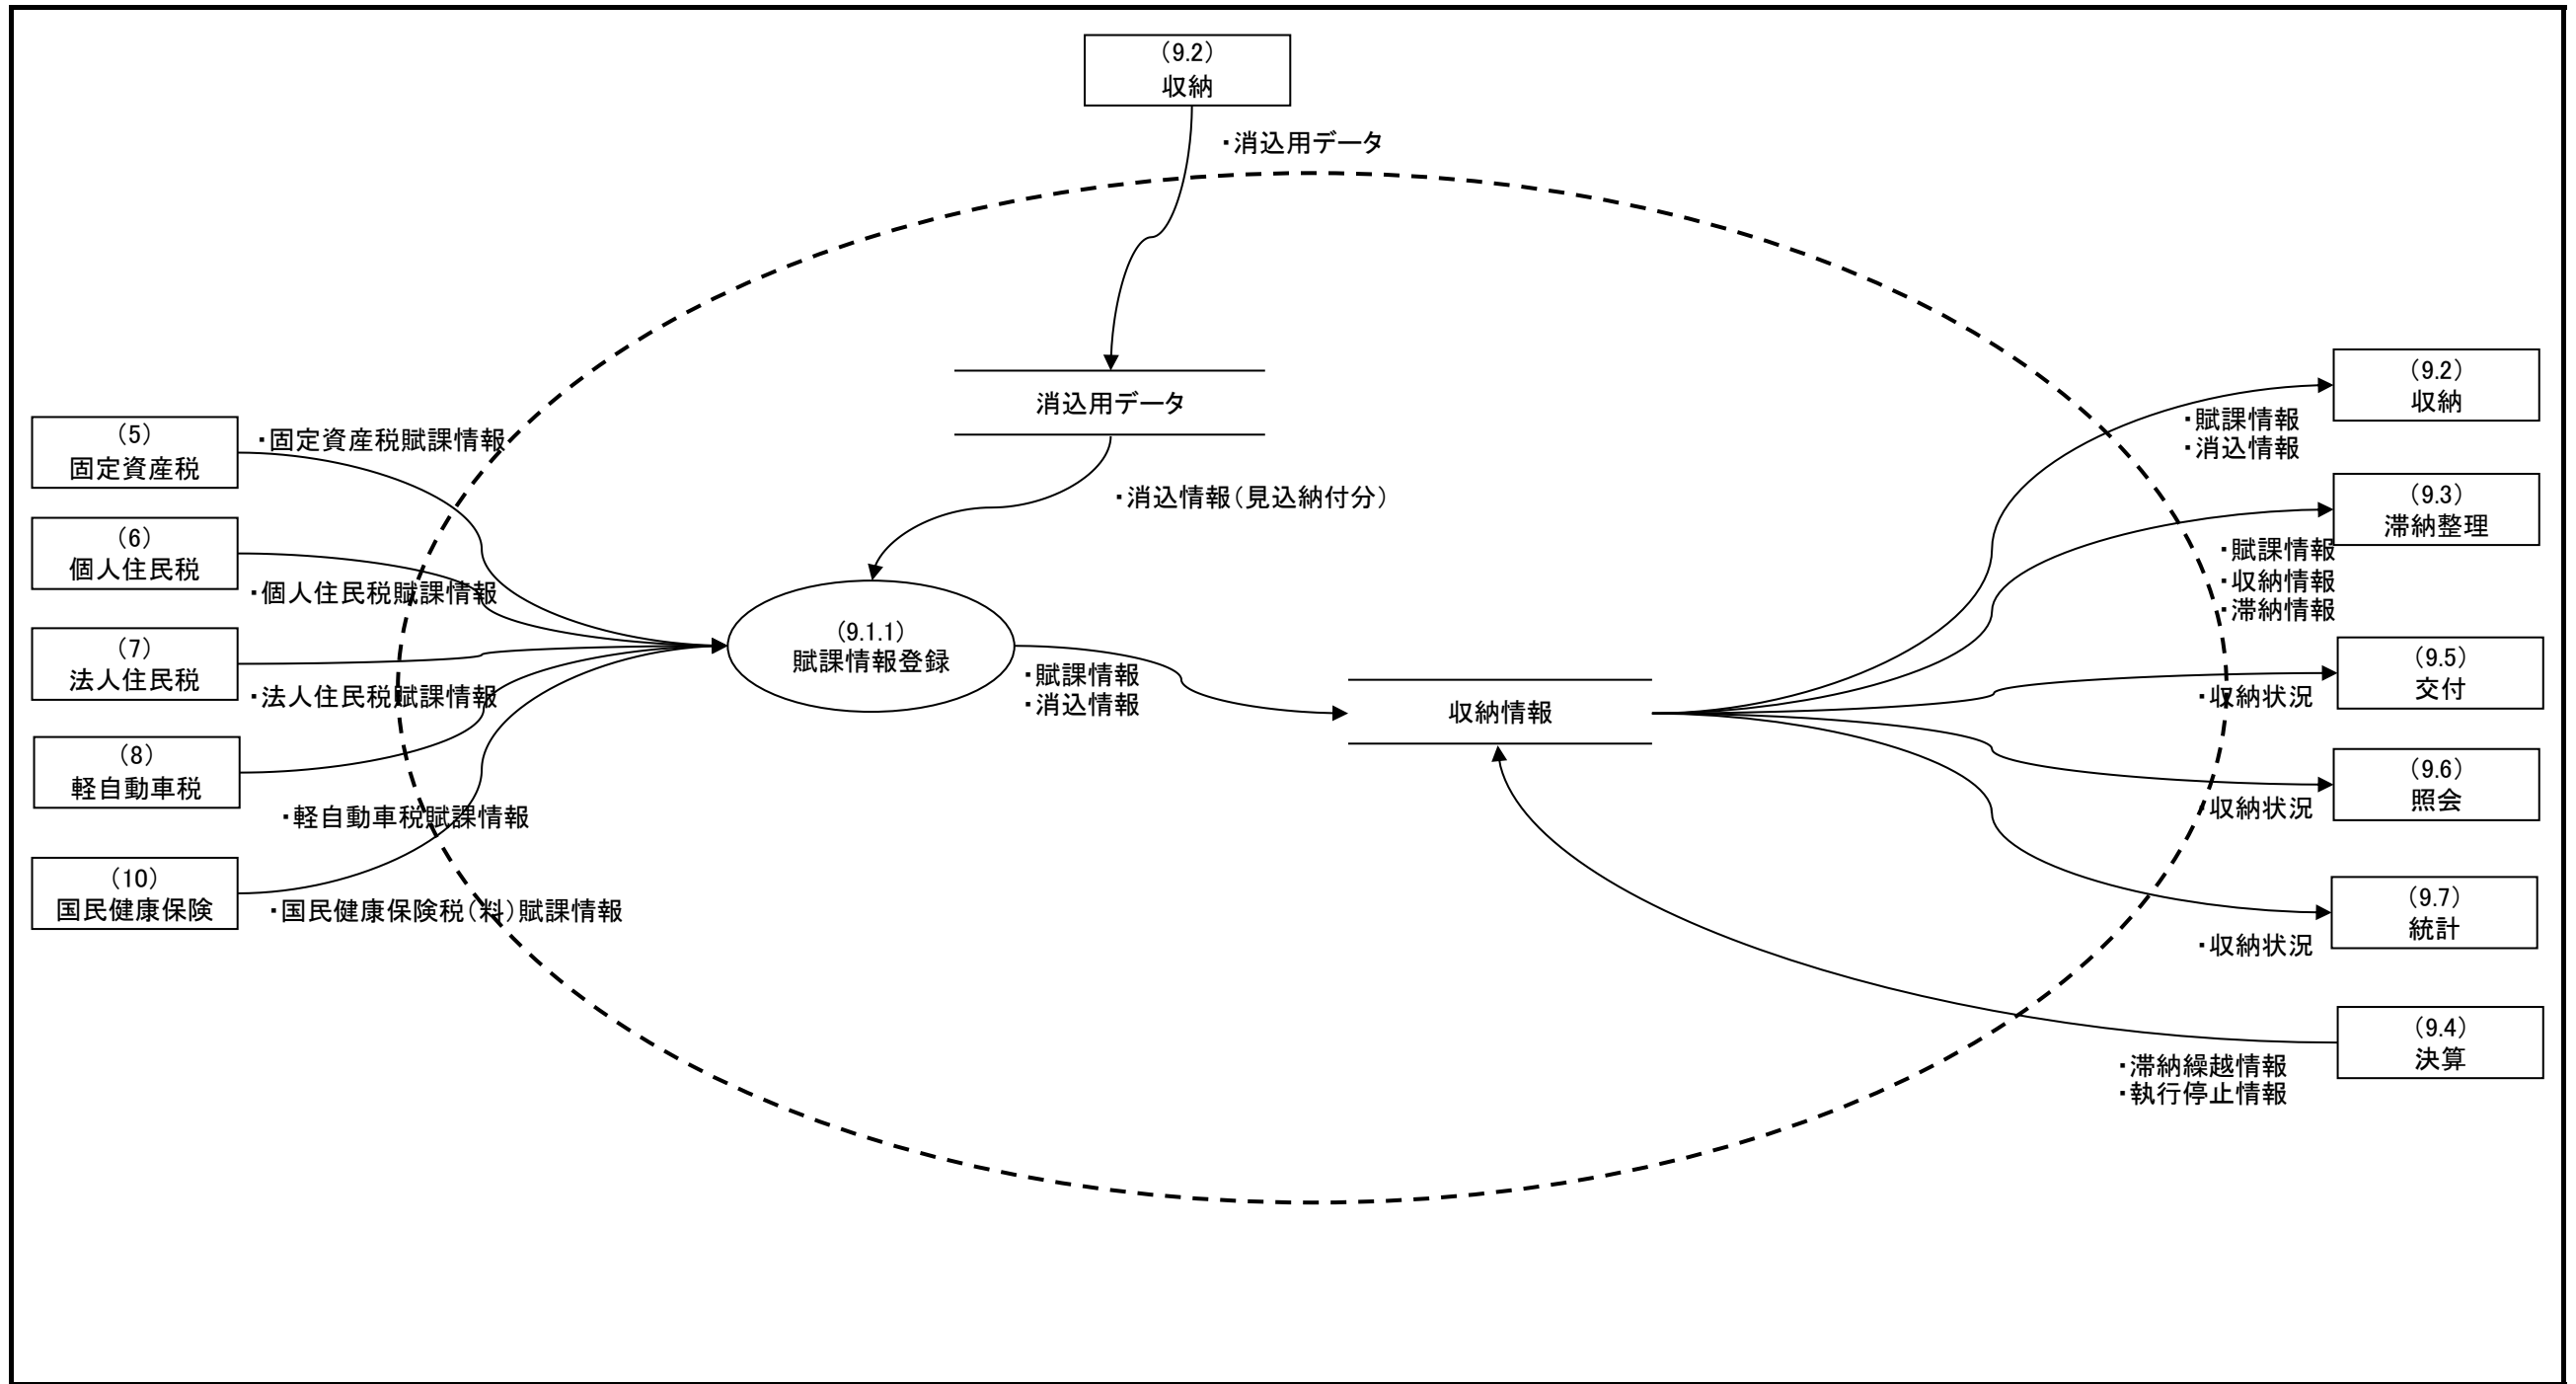 （9.2）
収納
・消込用データ
消込用データ
・消込情報（見込納付分）
（5）
固定資産税
・固定資産税賦課情報
（6）
個人住民税
・個人住民税賦課情報
（7）
法人住民税
・法人住民税賦課情報
（8）
軽自動車税
・軽自動車税賦課情報
（10）
国民健康保険
・国民健康保険税（料）賦課情報
（9.1.1）
賦課情報登録
・賦課情報
・消込情報
収納情報
（9.2）
収納
・賦課情報
・消込情報
（9.3）
滞納整理
・賦課情報
・収納情報
・滞納情報
（9.5）
交付
・収納状況
（9.6）
照会
・収納状況
（9.7）
統計
・収納状況
（9.4）
決算
・滞納繰越情報
・執行停止情報